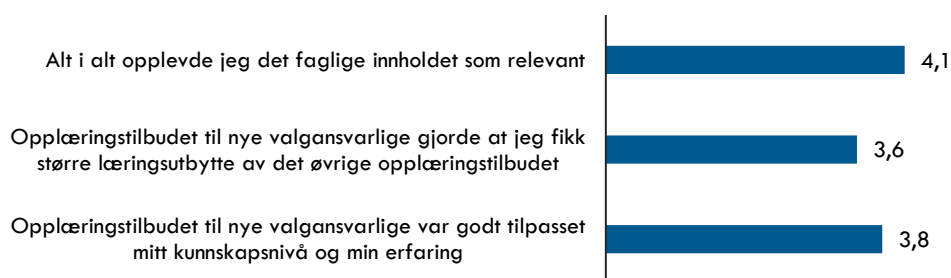 Alt i alt opplevde jeg det faglige innholdet som relevant
4,1
Opplæringstilbudet til nye valgansvarlige gjorde at jeg fikk
større læringsutbytte av det øvrige opplæringstilbudet
3,6
Opplæringstilbudet til nye valgansvarlige var godt tilpasset
mitt kunnskapsnivå og min erfaring
3,8